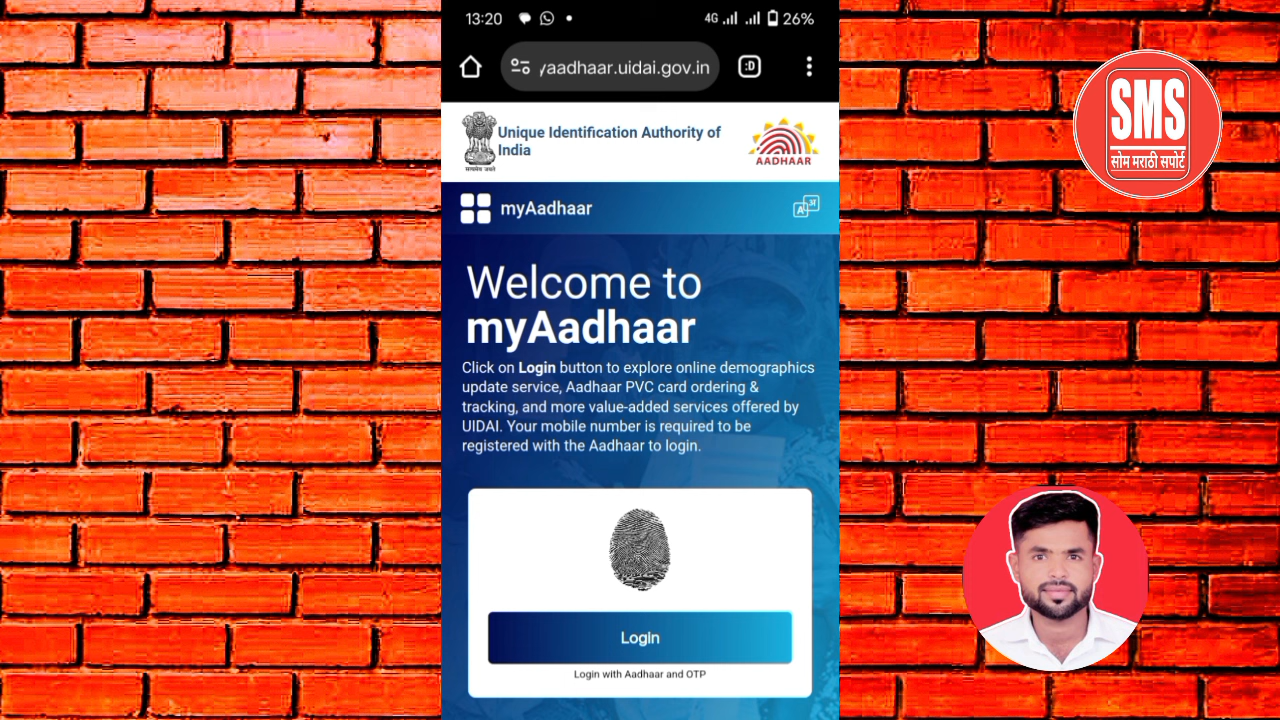 13:20
4G
26%
:D
yaadhaar.uidai.gov.in
Unique Identification Authority of
India
सत्यमेव जयते
AADHAAR
myAadhaar
A अ
Welcome to
myAadhaar
Click on Login button to explore online demographics
update service, Aadhaar PVC card ordering &
tracking, and more value-added services offered by
UIDAI. Your mobile number is required to be
registered with the Aadhaar to login.
Login
Login with Aadhaar and OTP
SMS
सोम मराठी सपोर्ट